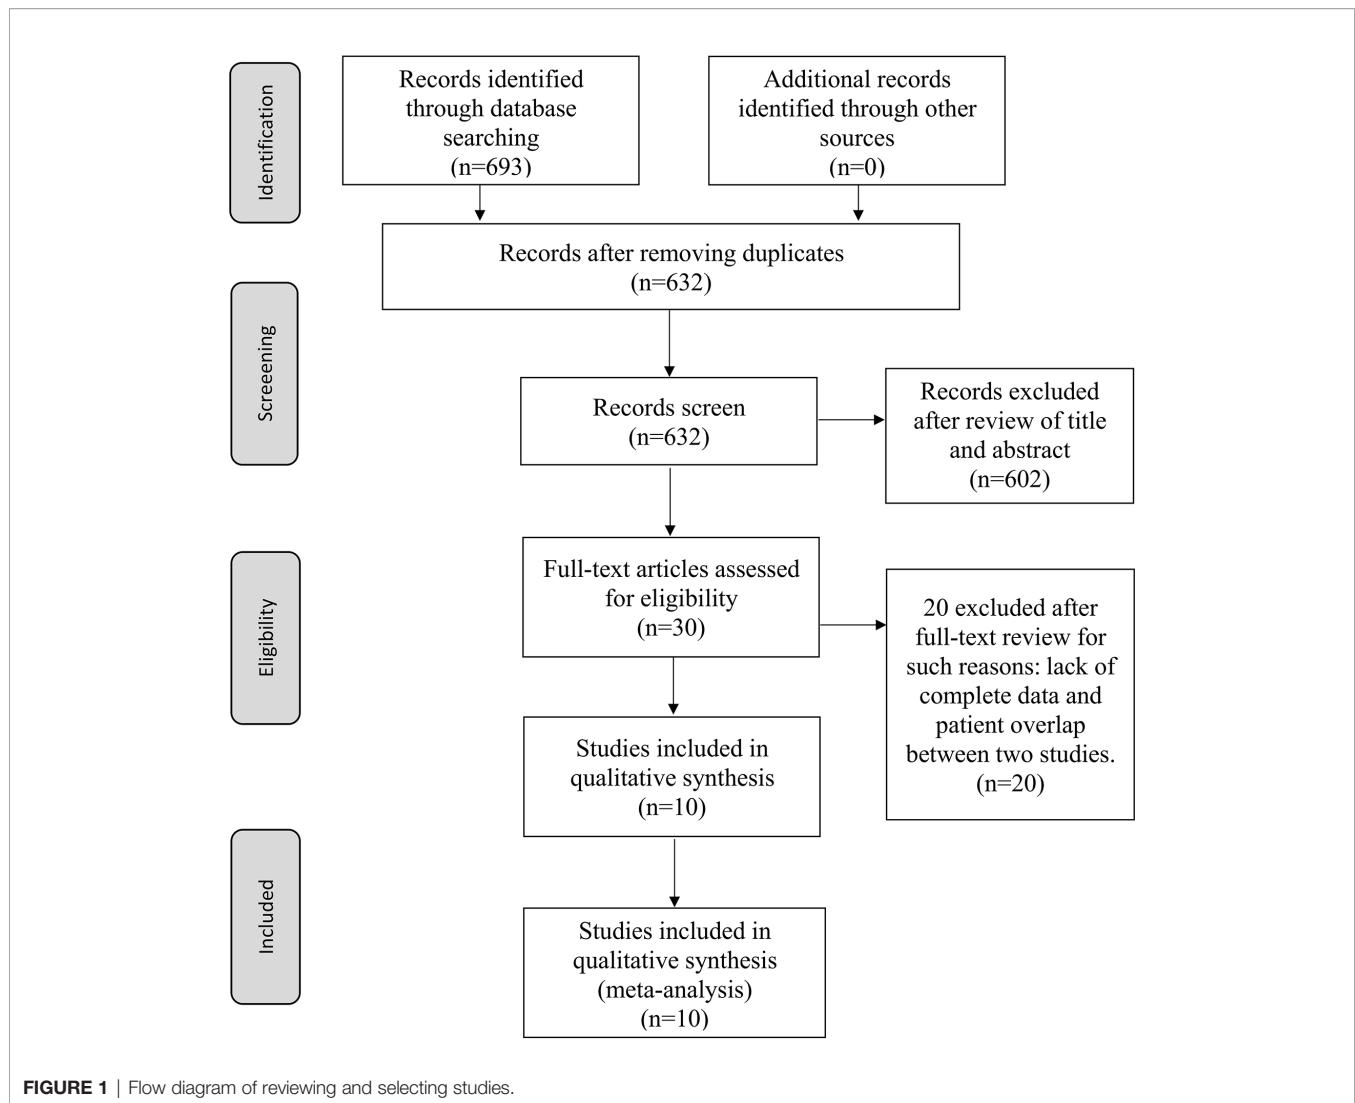 Identification
Records identified
through database
searching
(n=693)
Additional records
identified through other
sources
(n=0)
Records after removing duplicates
(n=632)
Screeening
Records screen
(n=632)
Records excluded
after review of title
and abstract
(n=602)
Eligibility
Full-text articles assessed
for eligibility
(n=30)
20 excluded after
full-text review for
such reasons: lack of
complete data and
patient overlap
between two studies.
(n=20)
Studies included in
qualitative synthesis
(n=10)
Included
Studies included in
qualitative synthesis
(meta-analysis)
(n=10)
FIGURE 1 | Flow diagram of reviewing and selecting studies.